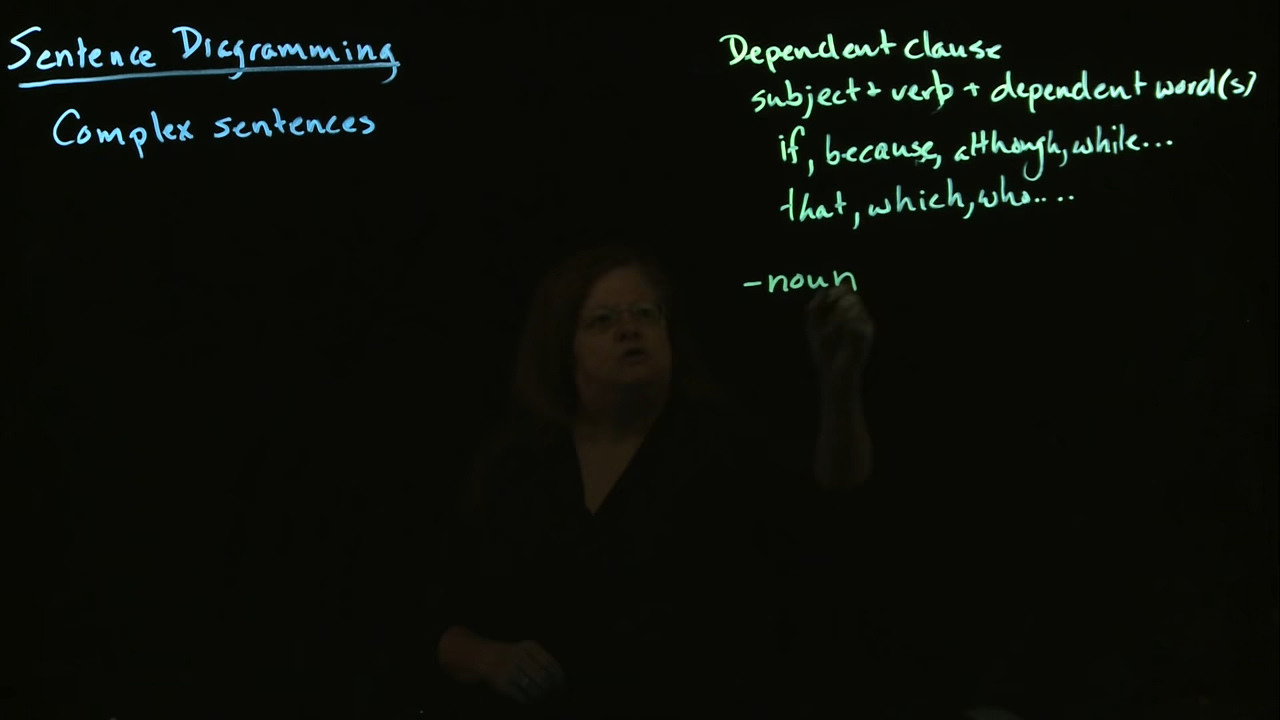 Sentence Diagramming
Complex sentences
Dependent clause
subject + verb + dependent word(s)
if, because, although, while...
that, which, who....
-noun